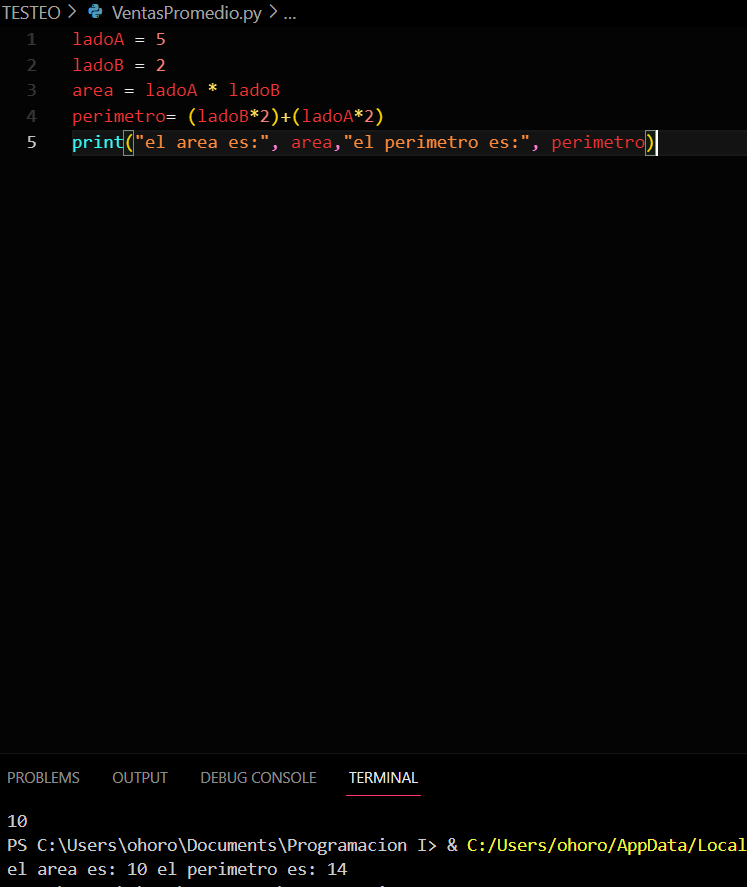 TESTEO > VentasPromedio.py > ...
1 ladoA = 5
2 ladoB = 2
3 area = ladoA * ladoB
4 perimetro= (ladoB*2)+(ladoA*2)
5 print("el area es:", area,"el perimetro es:", perimetro)
PROBLEMS OUTPUT DEBUG CONSOLE TERMINAL
10
PS C:\Users\ohoro\Documents\Programacion I> & C:/Users/ohoro/AppData/Local
el area es: 10 el perimetro es: 14